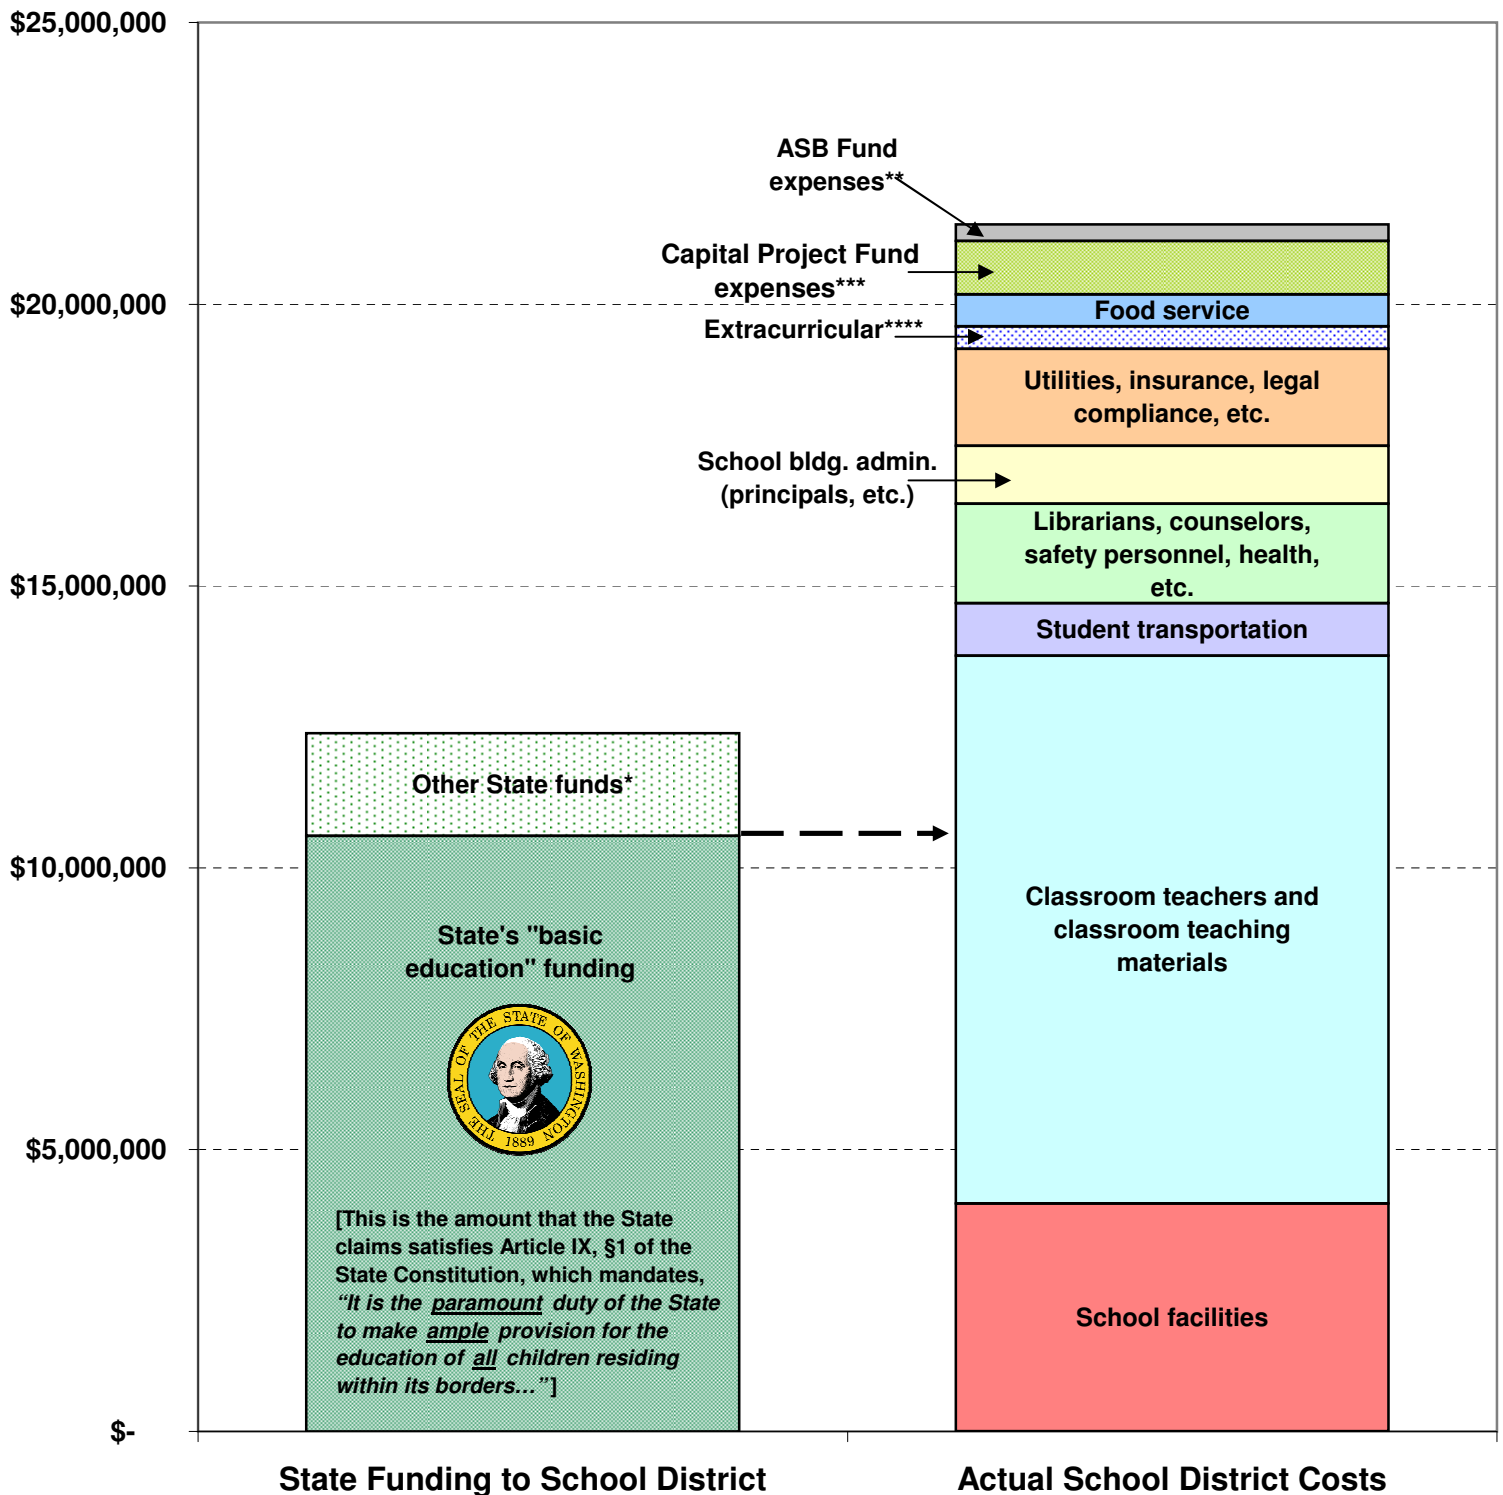 $25,000,000
ASB Fund
expenses**
Capital Project Fund
expenses***
$20,000,000
Food service
Extracurricular****
Utilities, insurance, legal
compliance, etc.
School bldg. admin.
(principals, etc.)
Librarians, counselors,
safety personnel, health,
etc.
$15,000,000
Student transportation
Other State funds*
$10,000,000
Classroom teachers and
classroom teaching
materials
State's "basic
education" funding
THE SEAL OF THE STATE OF WASHINGTON
1889
$5,000,000
[This is the amount that the State
claims satisfies Article IX, §1 of the
State Constitution, which mandates,
“It is the paramount duty of the State
to make ample provision for the
education of all children residing
within its borders…”]
School facilities
$-
State Funding to School District
Actual School District Costs